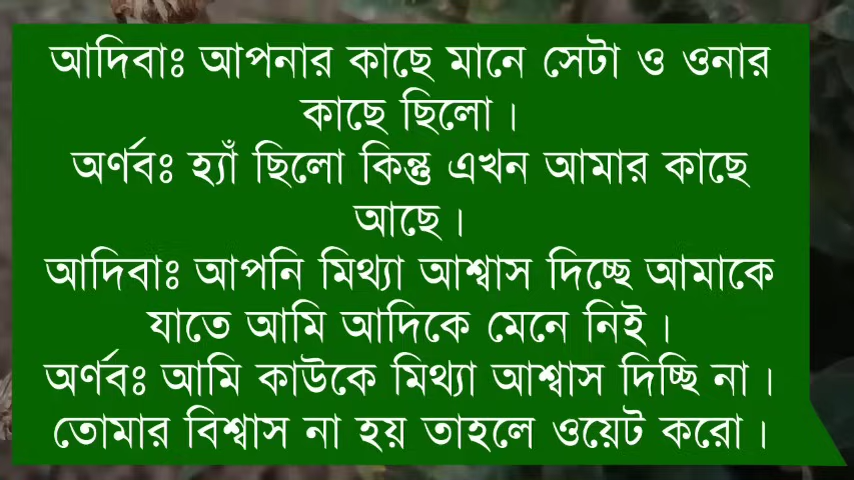 আদিবাঃ আপনার কাছে মানে সেটা ও ওনার
কাছে ছিলো।
অর্ণবঃ হ্যাঁ ছিলো কিন্তু এখন আমার কাছে
আছে।
আদিবাঃ আপনি মিথ্যা আশ্বাস দিচ্ছে আমাকে
যাতে আমি আদিকে মেনে নিই।
অর্ণবঃ আমি কাউকে মিথ্যা আশ্বাস দিচ্ছি না।
তোমার বিশ্বাস না হয় তাহলে ওয়েট করো।